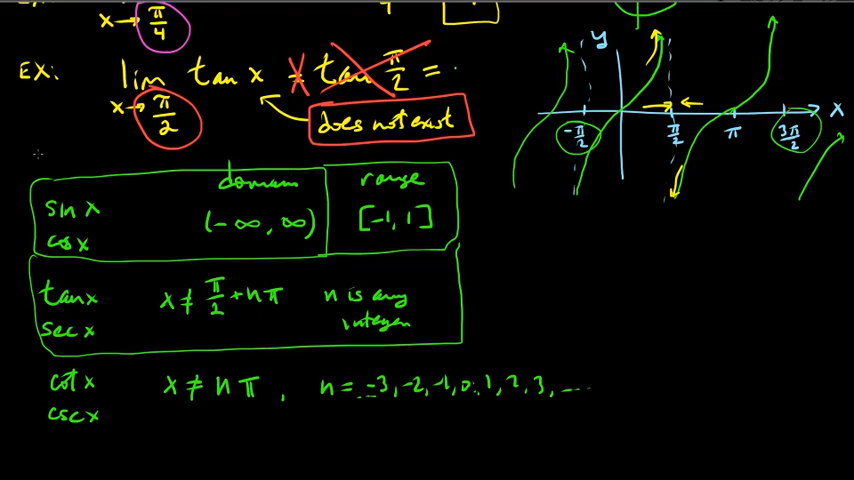 x→ π/4
EX: lim tan x ≠ tan π/2 =
x→ π/2
does not exist
y
-π/2 π/2 π 3π/2 x
domain range
sin x (-∞, ∞) [-1, 1]
cos x
tan x x ≠ π/2 + nπ n is any
sec x integer
cot x x ≠ nπ , n = -3, -2, -1, 0, 1, 2, 3, ...
csc x